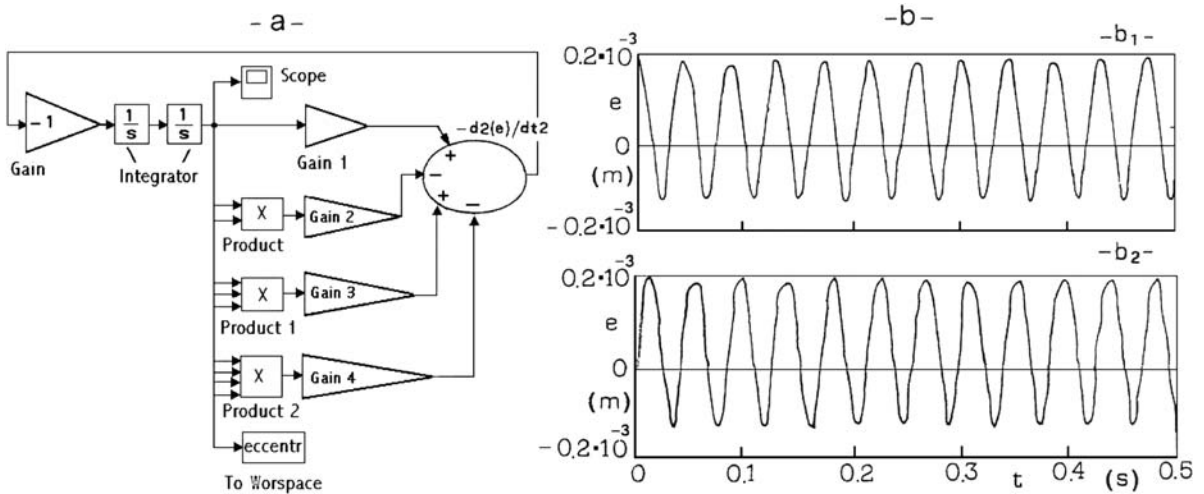 - a -
- 1
Gain
1
s
1
s
Integrator
Scope
Gain 1
-d2(e)/dt2
+
−
+
−
X
Product
Gain 2
X
Product 1
Gain 3
X
Product 2
Gain 4
eccentr
To Worspace
-b-
-b1-
0.2•10-3
e
0
(m)
-0.2•10-3
-b2-
0.2•10-3
e
0
(m)
-0.2•10-3
0 0.1 0.2 0.3 t 0.4 (s) 0.5